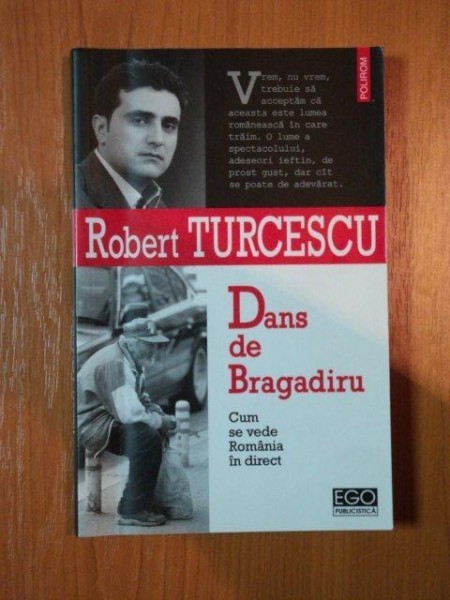 POLIROM
Vrem, nu vrem,
trebuie să
acceptăm că
aceasta este lumea
românească în care
trăim. O lume a
spectacolului,
adeseori ieftin, de
prost gust, dar cît
se poate de adevărat.
Robert TURCESCU
Dans
de
Bragadiru
Cum
se vede
România
în direct
EGO
PUBLICISTICĂ